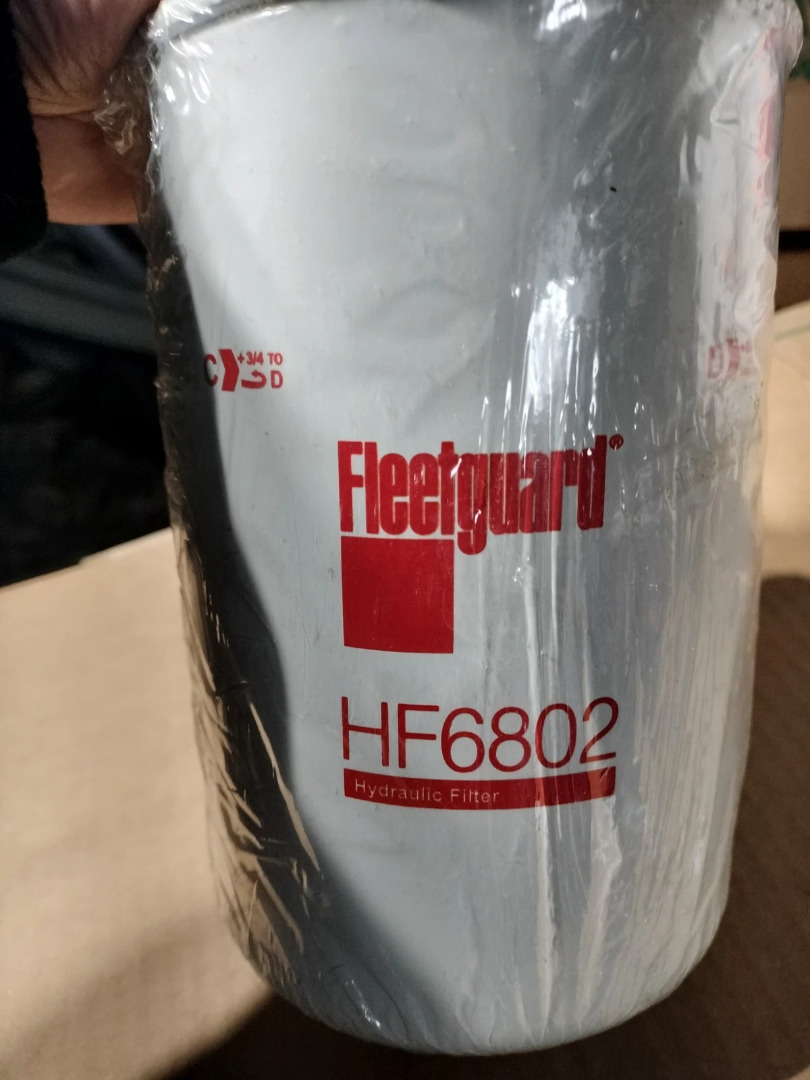 +3/4 TO
C D
Fleetguard®
HF6802
Hydraulic Filter